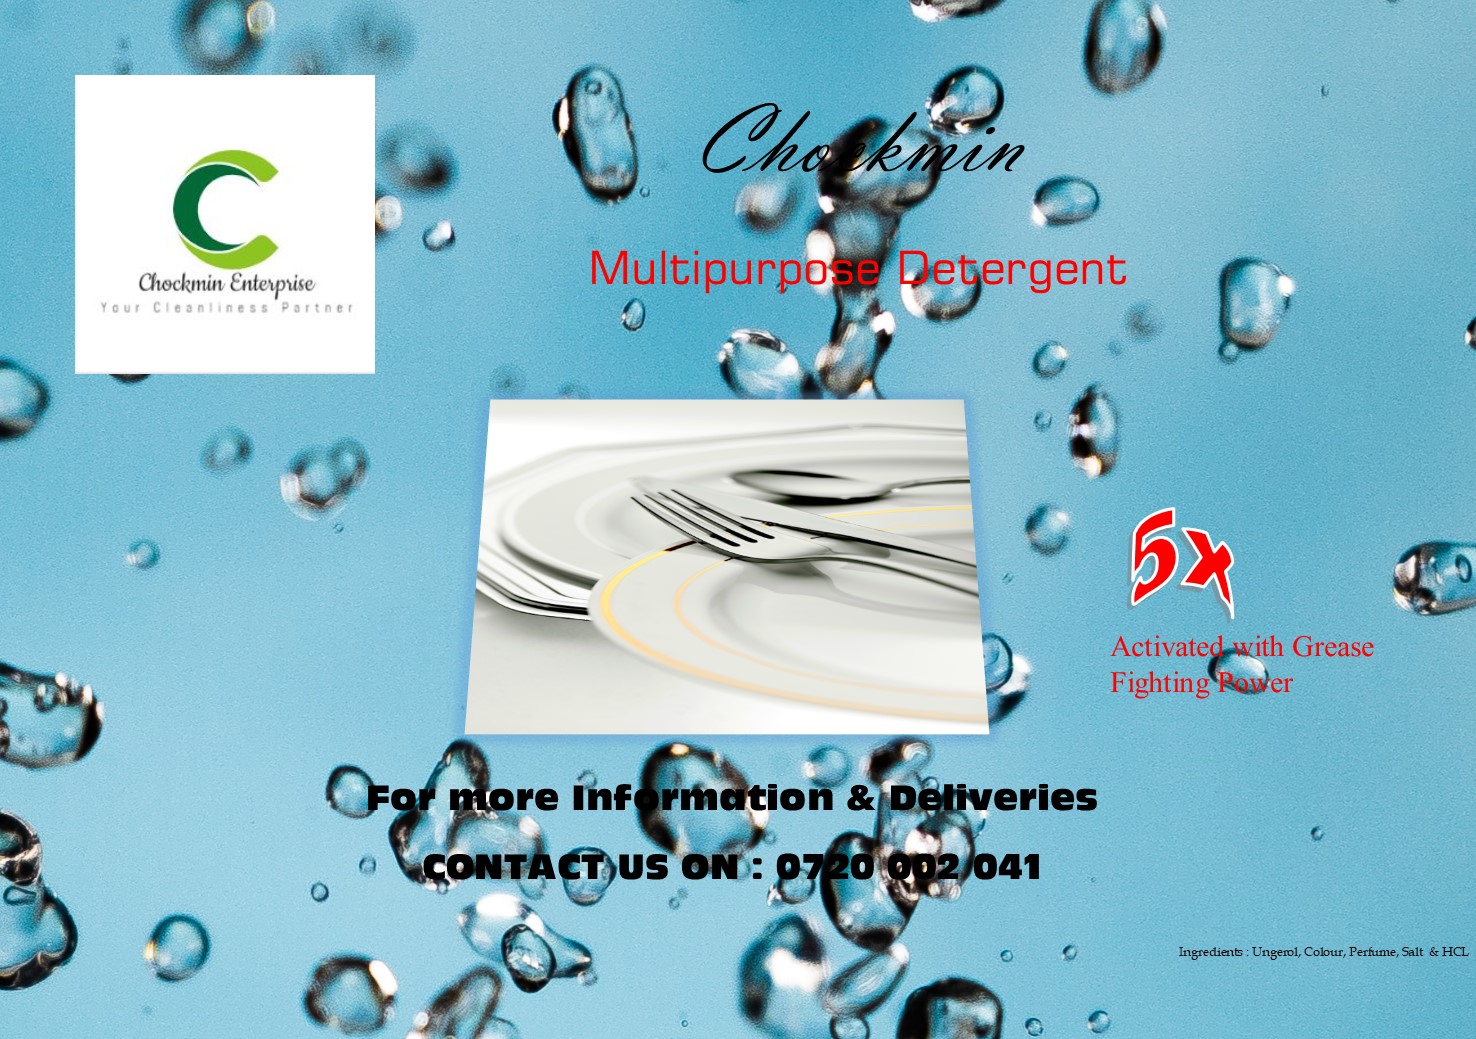 Chockmin
Multipurpose Detergent
Chockmin Enterprise
Your Cleanliness Partner
5x
Activated with Grease
Fighting Power
For more Information & Deliveries
CONTACT US ON : 0720 002 041
Ingredients : Ungerol, Colour, Perfume, Salt & HCL